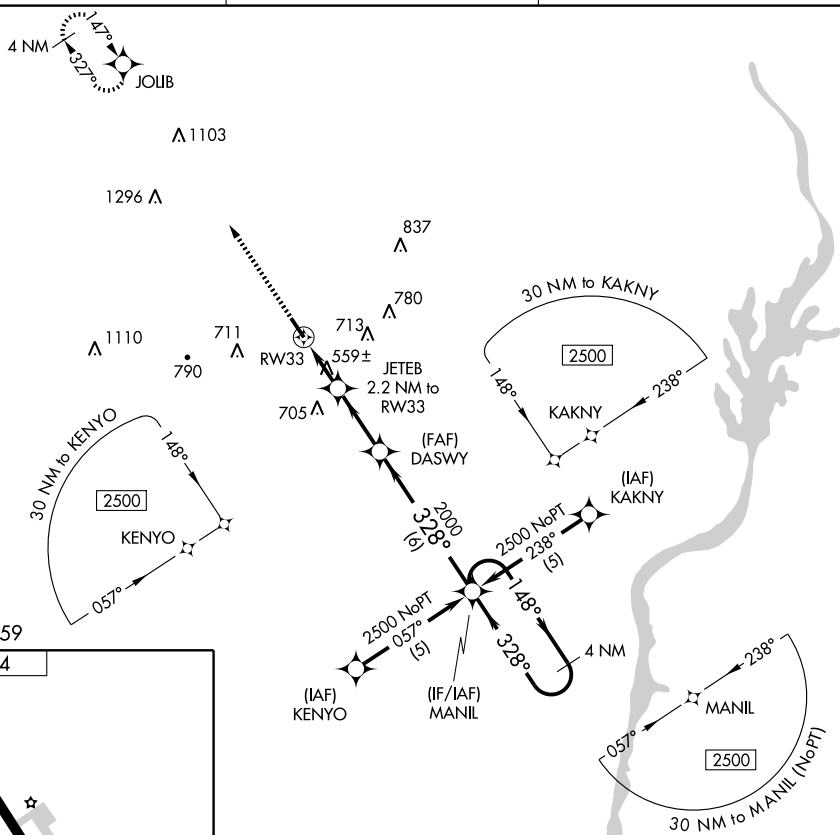 4 NM
147°
327°
JOLIB
1103
1296
837
780
713
1110
790
711
RW33
559±
JETEB
2.2 NM to
RW33
705
(FAF)
DASWY
30 NM to KAKNY
2500
148°
238°
KAKNY
30 NM to KENYO
148°
2500
KENYO
057°
2000
328°
(6)
(IAF)
KAKNY
2500 NoPT
238°
(5)
2500 NoPT
057°
(5)
148°
328°
4 NM
(IAF)
KENYO
(IF/IAF)
MANIL
59
4
238°
MANIL
057°
2500
30 NM to MANIL (NoPT)